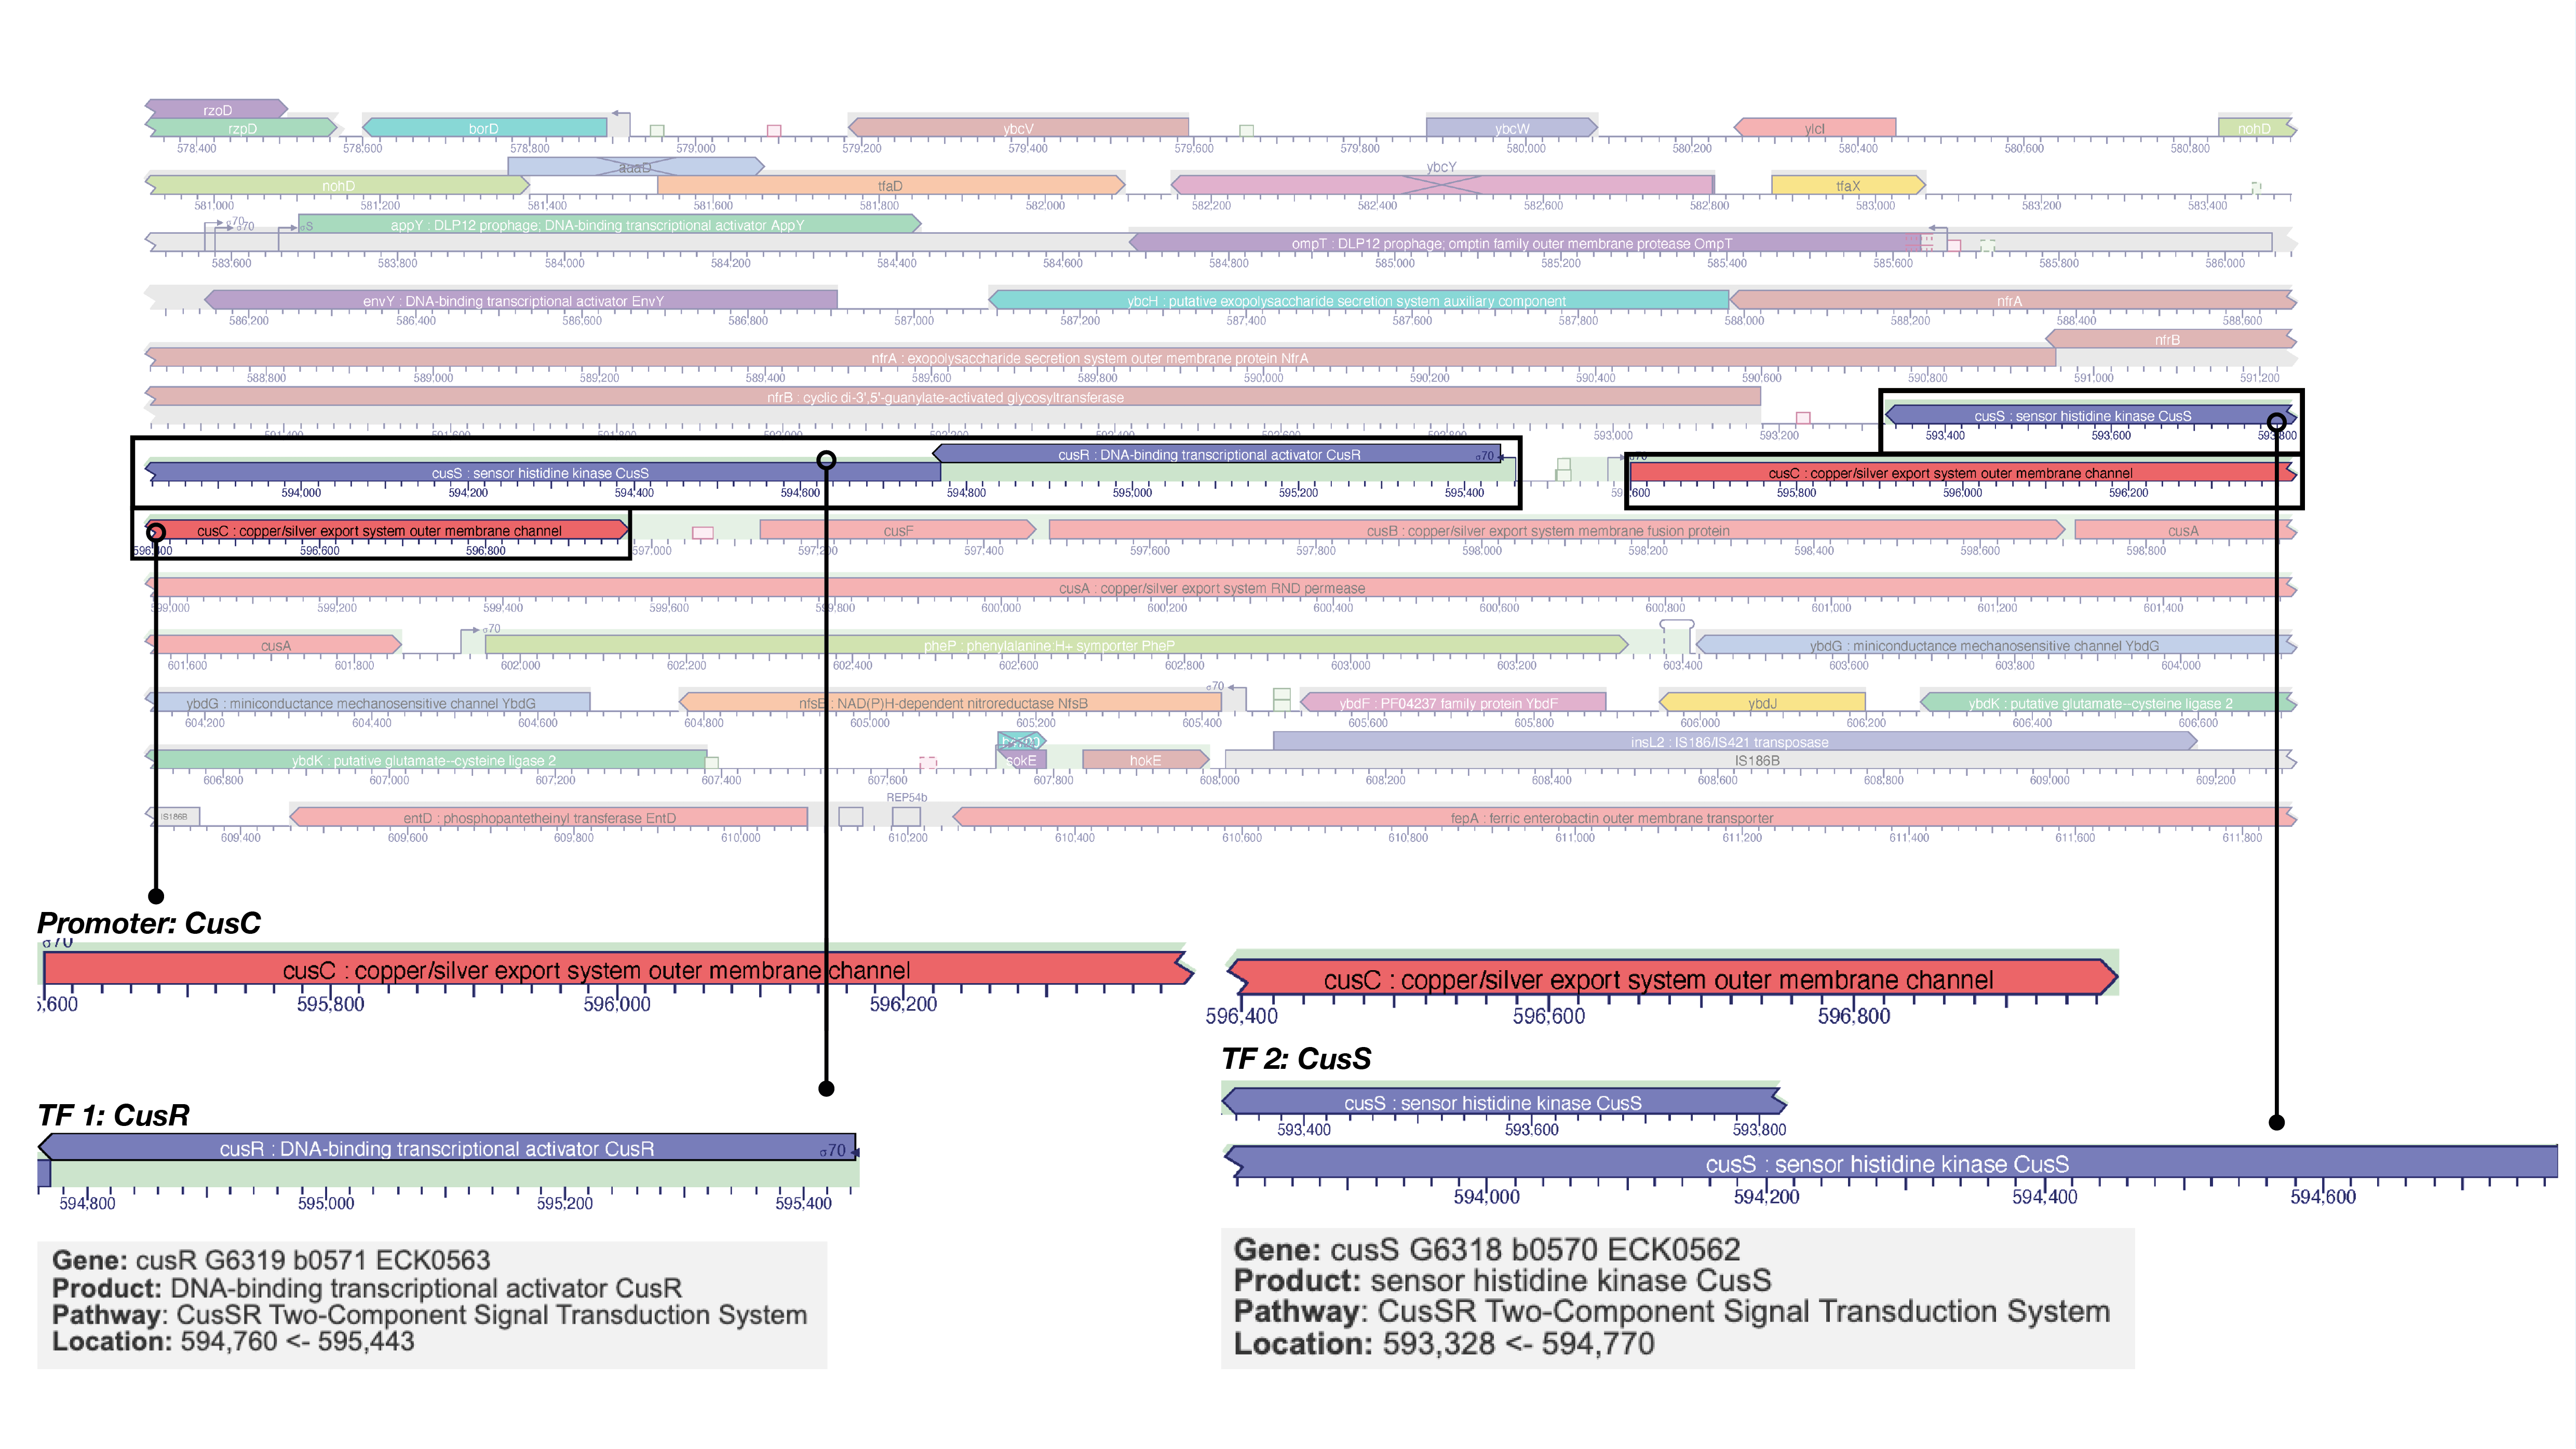 rzoD
rzpD borD ybcV ybcW ylcI nohD
578,400 578,600 578,800 579,000 579,200 579,400 579,600 579,800 580,000 580,200 580,400 580,600 580,800
aaaD ybcY
nohD tfaD tfaX
581,000 581,200 581,400 581,600 581,800 582,000 582,200 582,400 582,600 582,800 583,000 583,200 583,400
σ70 σ70 σS appY : DLP12 prophage; DNA-binding transcriptional activator AppY
ompT : DLP12 prophage; omptin family outer membrane protease OmpT
583,600 583,800 584,000 584,200 584,400 584,600 584,800 585,000 585,200 585,400 585,600 585,800 586,000
envY : DNA-binding transcriptional activator EnvY ybcH : putative exopolysaccharide secretion system auxiliary component nfrA
586,200 586,400 586,600 586,800 587,000 587,200 587,400 587,600 587,800 588,000 588,200 588,400 588,600
nfrB
nfrA : exopolysaccharide secretion system outer membrane protein NfrA
588,800 589,000 589,200 589,400 589,600 589,800 590,000 590,200 590,400 590,600 590,800 591,000 591,200
nfrB : cyclic di-3',5'-guanylate-activated glycosyltransferase
cusS : sensor histidine kinase CusS
591,400 591,600 591,800 592,000 592,200 592,400 592,600 592,800 593,000 593,200 593,400 593,600 593,800
cusR : DNA-binding transcriptional activator CusR σ70
cusS : sensor histidine kinase CusS cusC : copper/silver export system outer membrane channel
594,000 594,200 594,400 594,600 594,800 595,000 595,200 595,400 595,800 596,000 596,200
cusC : copper/silver export system outer membrane channel cusF cusB : copper/silver export system membrane fusion protein cusA
596,400 596,600 596,800 597,000 597,200 597,400 597,600 597,800 598,000 598,200 598,400 598,600 598,800
cusA : copper/silver export system RND permease
599,000 599,200 599,400 599,600 599,800 600,000 600,200 600,400 600,600 600,800 601,000 601,200 601,400
σ70
cusA pheP : phenylalanine H+ symporter PheP ybdG : miniconductance mechanosensitive channel YbdG
601,600 601,800 602,000 602,200 602,400 602,600 602,800 603,000 603,200 603,400 603,600 603,800 604,000
σ70
ybdG : miniconductance mechanosensitive channel YbdG nfsB : NAD(P)H-dependent nitroreductase NfsB ybdF : PF04237 family protein YbdF ybdJ ybdK : putative glutamate--cysteine ligase 2
604,200 604,400 604,600 604,800 605,000 605,200 605,400 605,600 605,800 606,000 606,200 606,400 606,600
insL2 : IS186/IS421 transposase
ybdK : putative glutamate--cysteine ligase 2 sokE hokE IS186B
606,800 607,000 607,200 607,400 607,600 607,800 608,000 608,200 608,400 608,600 608,800 609,000 609,200
REP54b
IS186B entD : phosphopantetheinyl transferase EntD fepA : ferric enterobactin outer membrane transporter
609,400 609,600 609,800 610,000 610,200 610,400 610,600 610,800 611,000 611,200 611,400 611,600 611,800
Promoter: CusC
σ70
cusC : copper/silver export system outer membrane channel
595,800 596,000 596,200
cusC : copper/silver export system outer membrane channel
596,400 596,600 596,800
TF 2: CusS
cusS : sensor histidine kinase CusS
593,400 593,600 593,800
cusS : sensor histidine kinase CusS
594,000 594,200 594,400 594,600
TF 1: CusR
cusR : DNA-binding transcriptional activator CusR σ70
594,800 595,000 595,200 595,400
Gene: cusR G6319 b0571 ECK0563
Product: DNA-binding transcriptional activator CusR
Pathway: CusSR Two-Component Signal Transduction System
Location: 594,760 <- 595,443
Gene: cusS G6318 b0570 ECK0562
Product: sensor histidine kinase CusS
Pathway: CusSR Two-Component Signal Transduction System
Location: 593,328 <- 594,770